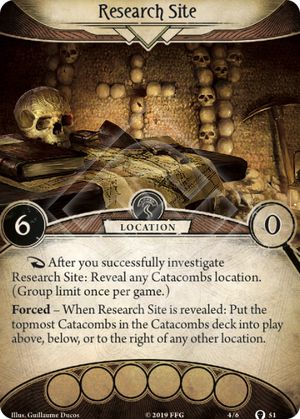 Research Site
6
LOCATION
0
After you successfully investigate
Research Site: Reveal any Catacombs location.
(Group limit once per game.)
Forced – When Research Site is revealed: Put the
topmost Catacombs in the Catacombs deck into play
above, below, or to the right of any other location.
Illus. Guillaume Ducos
© 2019 FFG
4/6
51